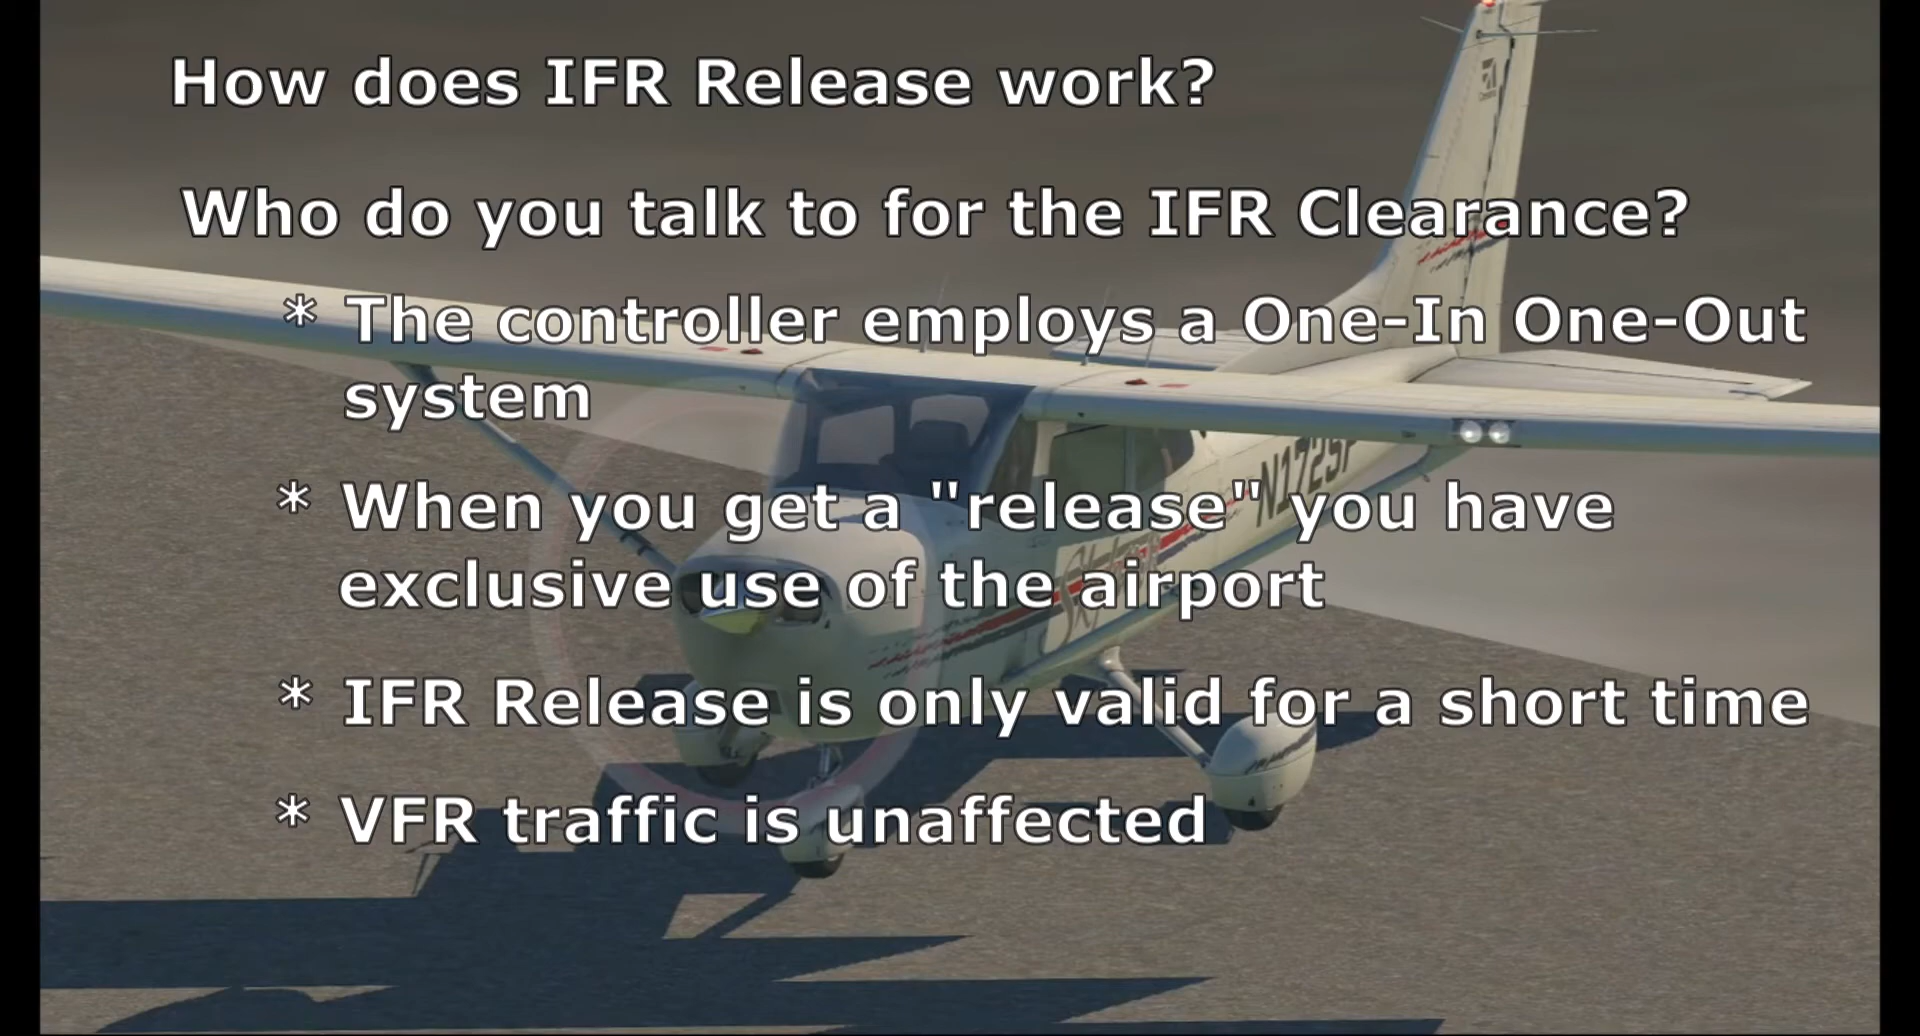 How does IFR Release work?
Who do you talk to for the IFR Clearance?
* The controller employs a One-In One-Out
system
* When you get a "release" you have
exclusive use of the airport
* IFR Release is only valid for a short time
* VFR traffic is unaffected